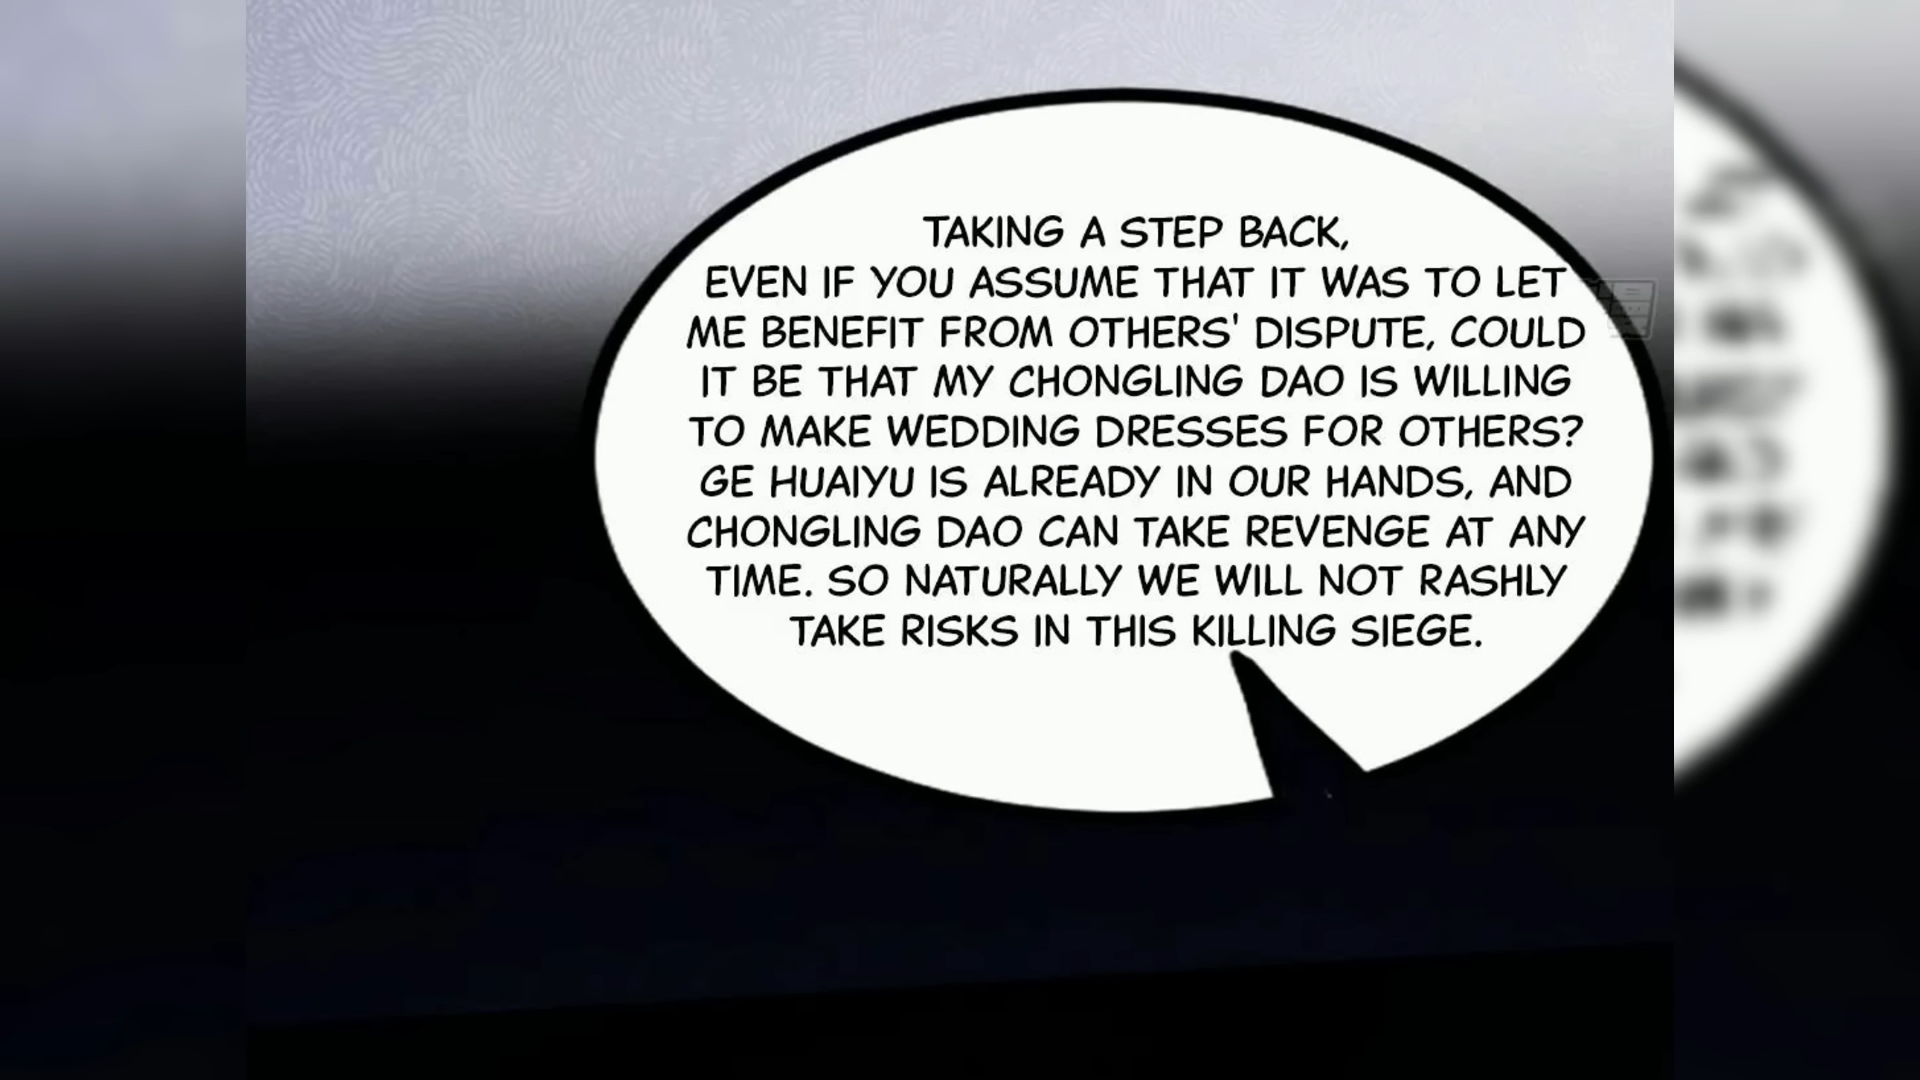 TAKING A STEP BACK,
EVEN IF YOU ASSUME THAT IT WAS TO LET
ME BENEFIT FROM OTHERS' DISPUTE, COULD
IT BE THAT MY CHONGLING DAO IS WILLING
TO MAKE WEDDING DRESSES FOR OTHERS?
GE HUAIYU IS ALREADY IN OUR HANDS, AND
CHONGLING DAO CAN TAKE REVENGE AT ANY
TIME. SO NATURALLY WE WILL NOT RASHLY
TAKE RISKS IN THIS KILLING SIEGE.